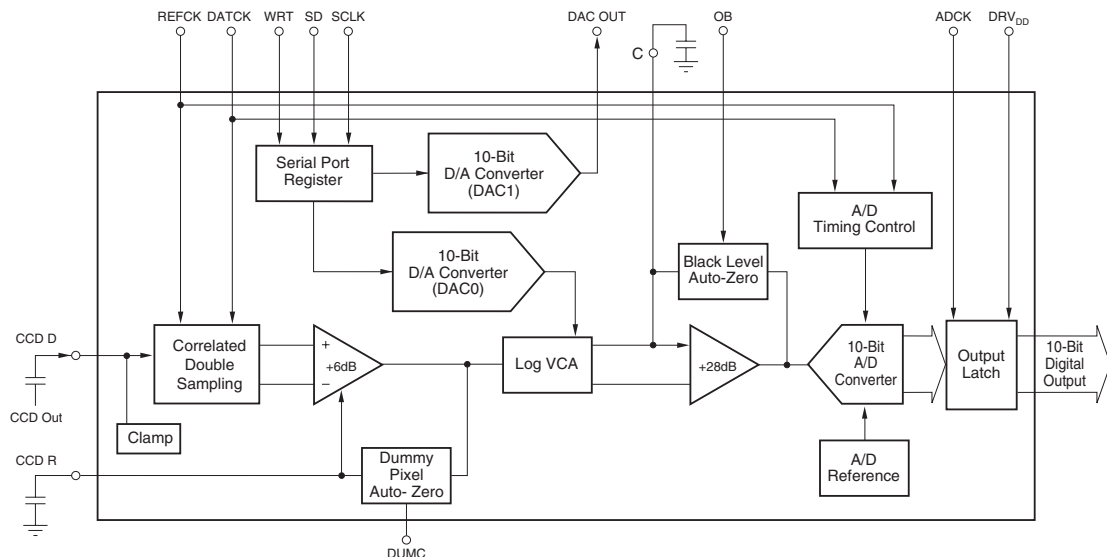 REFCK DATCK WRT SD SCLK DAC OUT OB ADCK DRVDD
C
Serial Port
Register
10-Bit
D/A Converter
(DAC1)
A/D
Timing Control
10-Bit
D/A Converter
(DAC0)
Black Level
Auto-Zero
CCD D
CCD Out
Correlated
Double
Sampling
+
+6dB
–
Log VCA
+28dB
10-Bit
A/D
Converter
Output
Latch
10-Bit
Digital
Output
Clamp
CCD R
Dummy
Pixel
Auto- Zero
A/D
Reference
DUMC